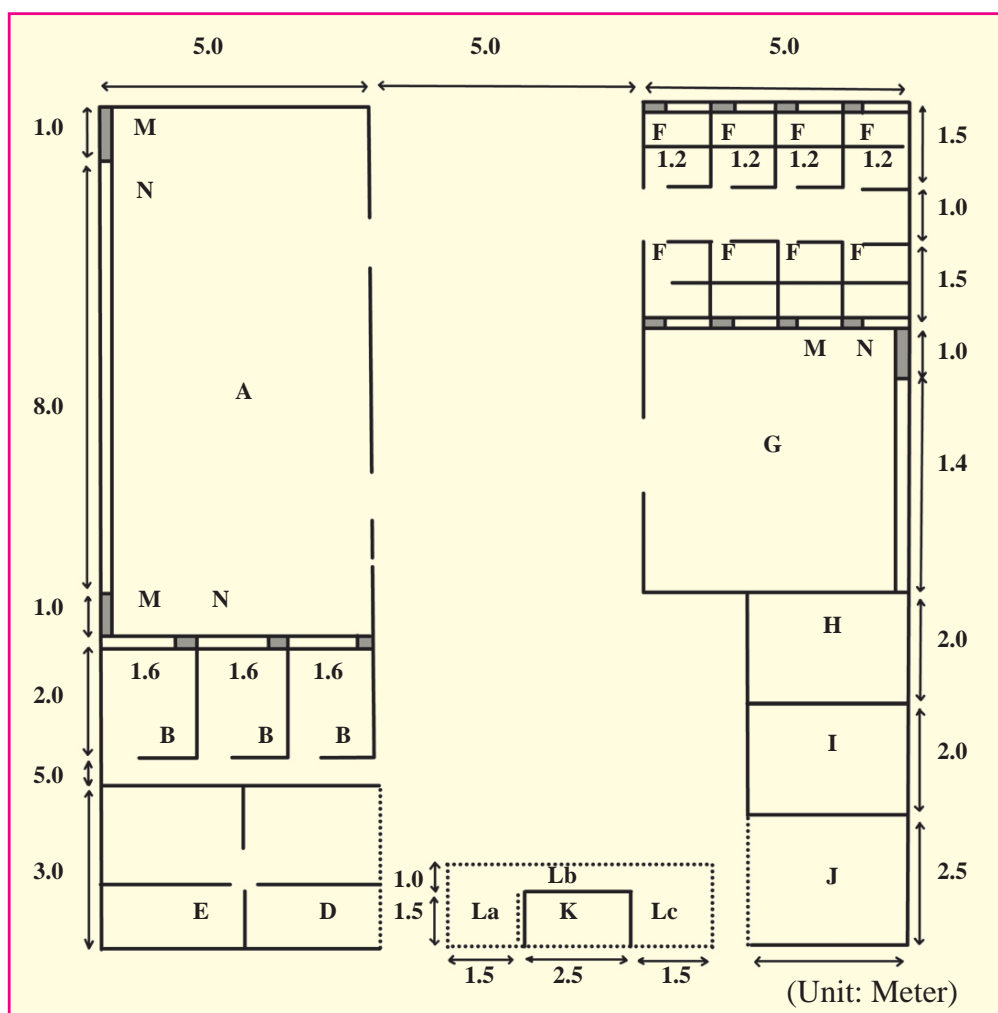 5.0 5.0 5.0
1.0 M F F F F 1.5
1.2 1.2 1.2 1.2
N 1.0
F F F F 1.5
M N 1.0
A
8.0 G 1.4
1.0 M N
H 2.0
1.6 1.6 1.6
2.0
B B B I 2.0
5.0
3.0 1.0 Lb J 2.5
E D 1.5 La K Lc
1.5 2.5 1.5
(Unit: Meter)